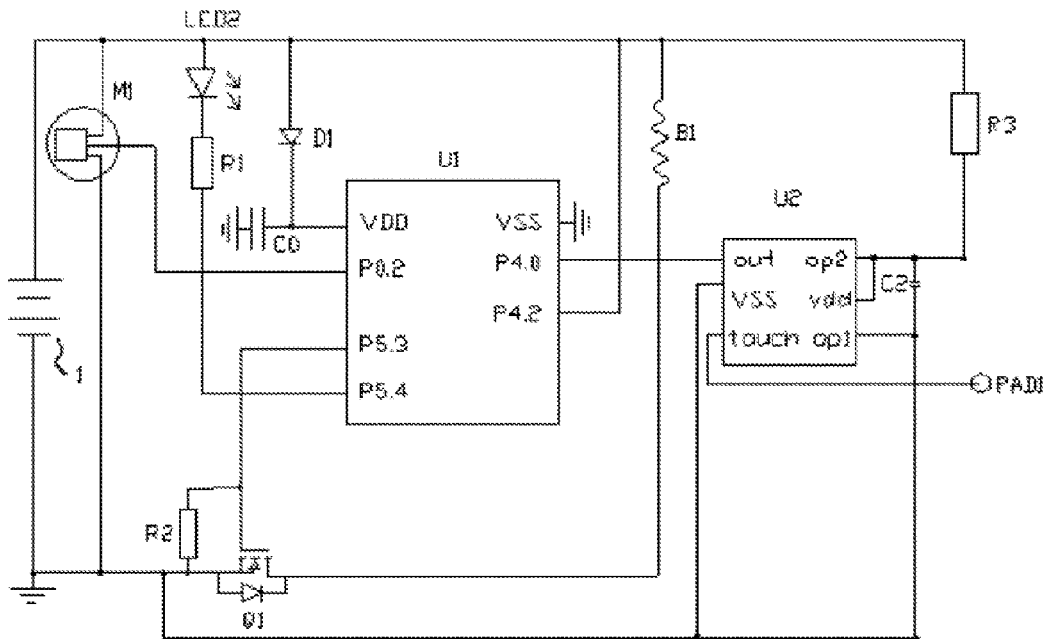 LED2
M1
R1
D1
U1
B1
R3
U2
VDD
VSS
C0
P0.2
P4.0
P4.2
P5.3
P5.4
out
op2
VSS
vdd
touch
op1
C2
1
PAD1
R2
Q1